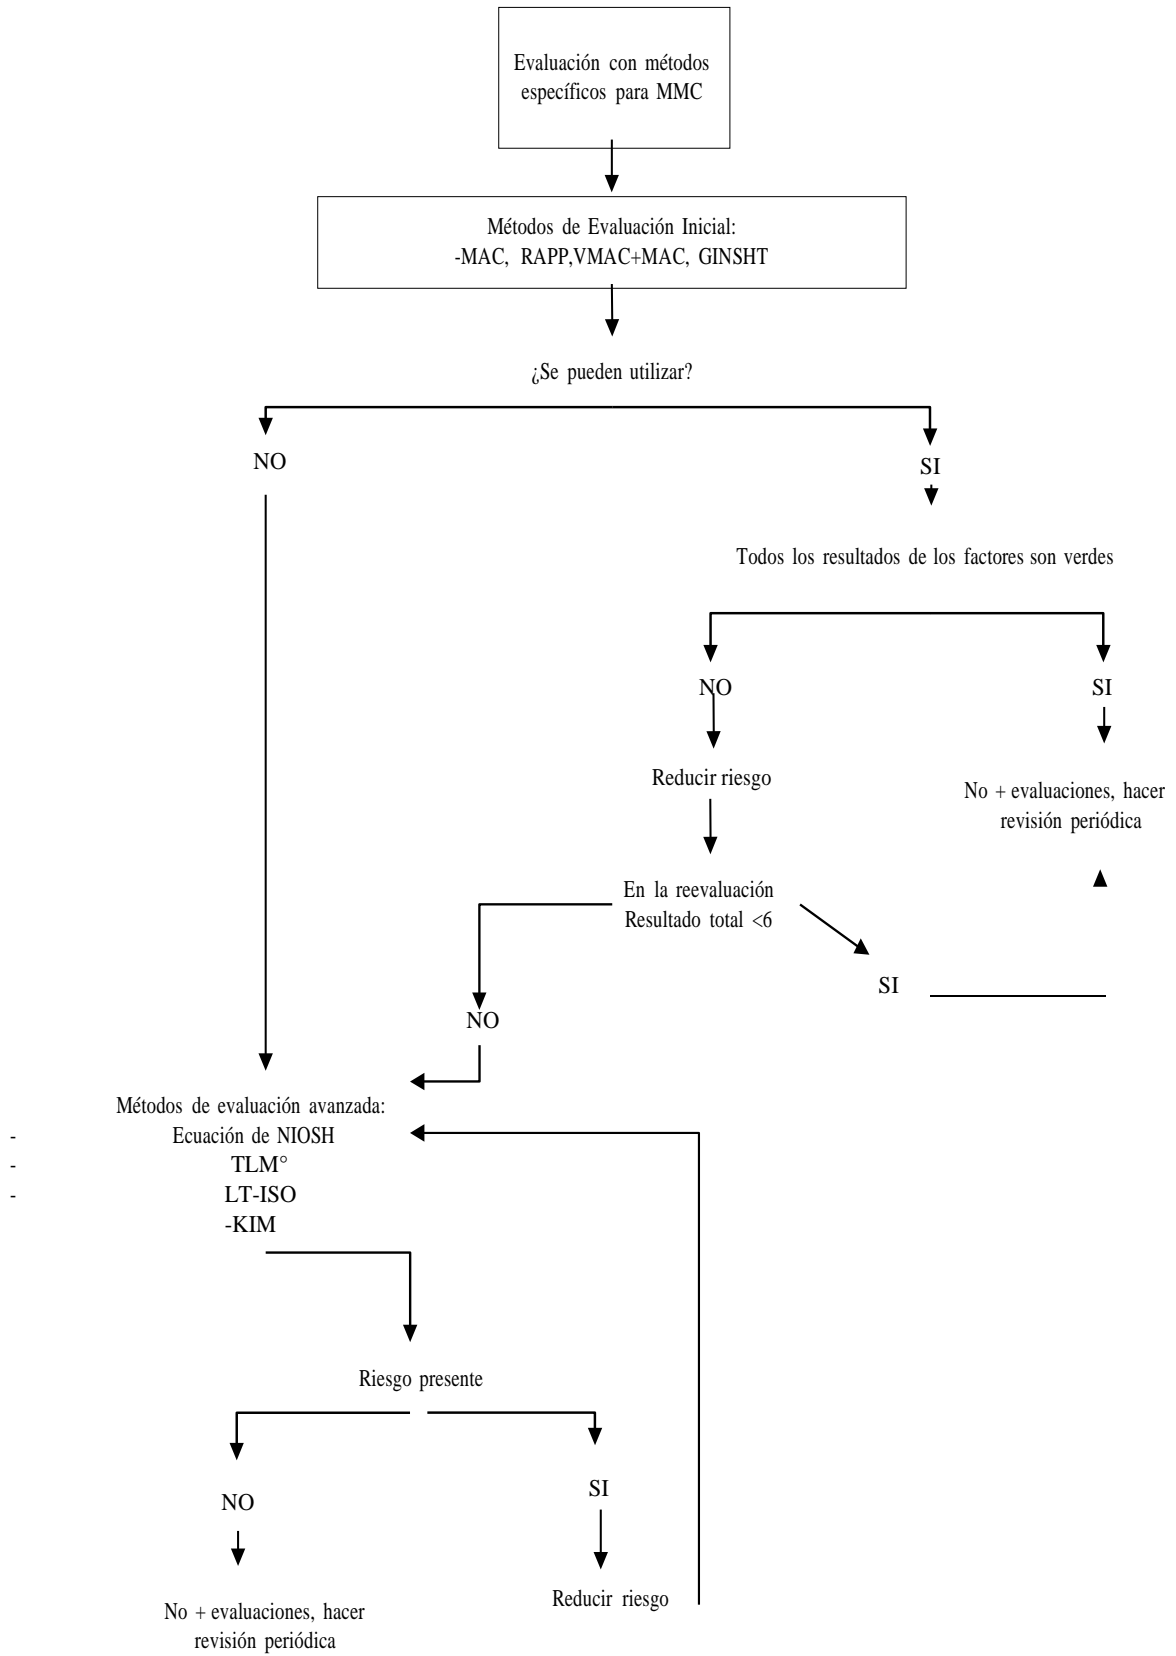 Evaluación con métodos
específicos para MMC
Métodos de Evaluación Inicial:
-MAC, RAPP,VMAC+MAC, GINSHT
¿Se pueden utilizar?
NO
SI
Todos los resultados de los factores son verdes
NO
SI
Reducir riesgo
No + evaluaciones, hacer
revisión periódica
En la reevaluación
Resultado total <6
SI
NO
Métodos de evaluación avanzada:
- Ecuación de NIOSH
- TLM°
- LT-ISO
-KIM
Riesgo presente
NO
SI
No + evaluaciones, hacer
revisión periódica
Reducir riesgo